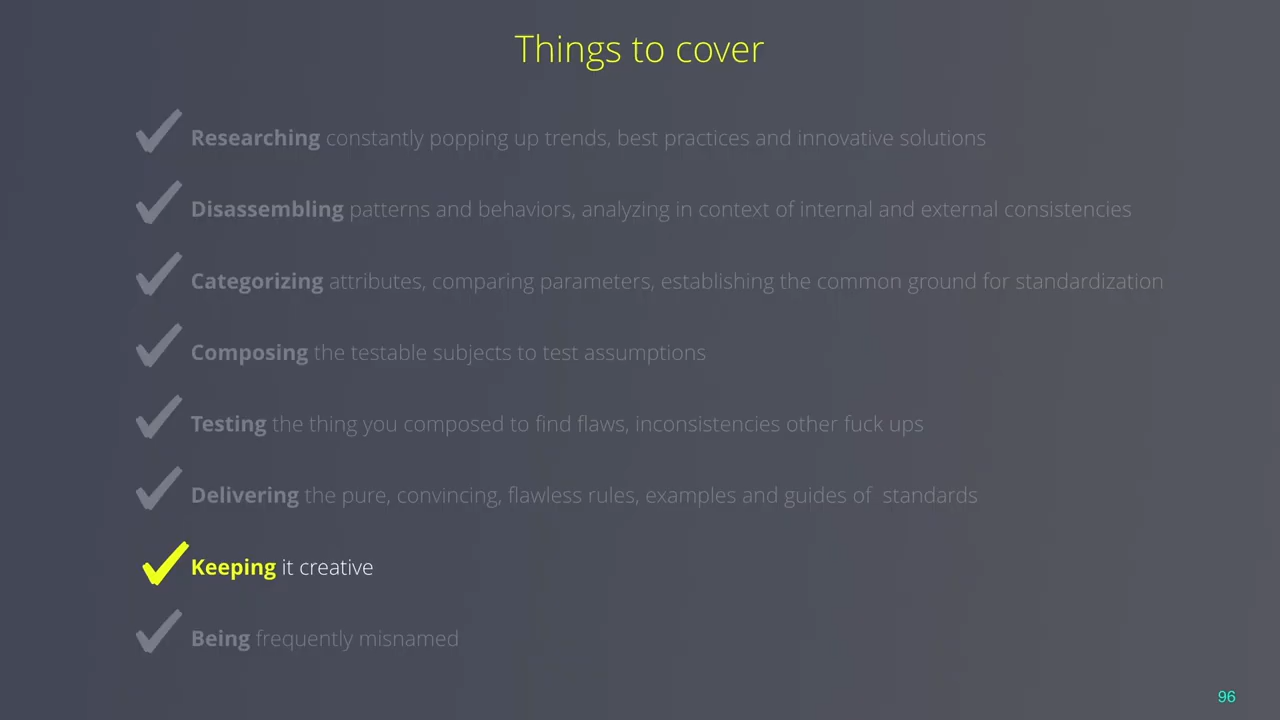 Things to cover
Researching constantly popping up trends, best practices and innovative solutions
Disassembling patterns and behaviors, analyzing in context of internal and external consistencies
Categorizing attributes, comparing parameters, establishing the common ground for standardization
Composing the testable subjects to test assumptions
Testing the thing you composed to find flaws, inconsistencies other fuck ups
Delivering the pure, convincing, flawless rules, examples and guides of  standards
Keeping it creative
Being frequently misnamed
96